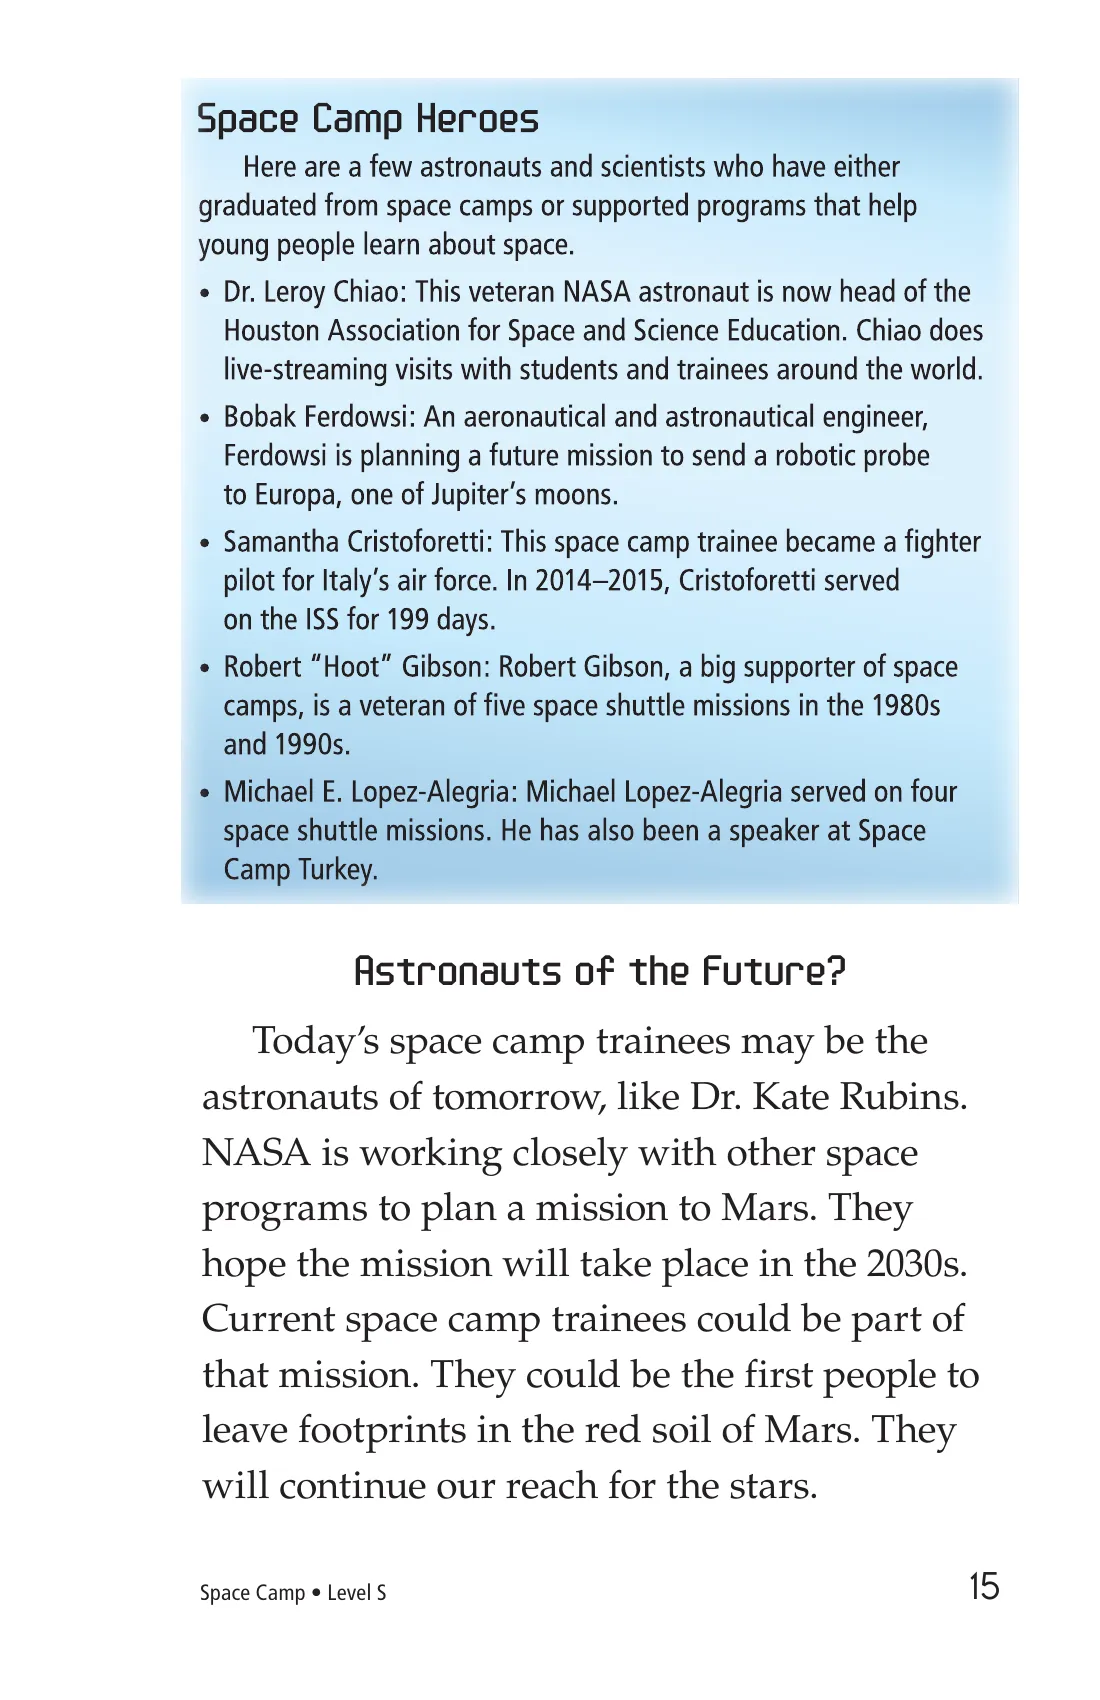 Space Camp Heroes
Here are a few astronauts and scientists who have either
graduated from space camps or supported programs that help
young people learn about space.
• Dr. Leroy Chiao: This veteran NASA astronaut is now head of the
Houston Association for Space and Science Education. Chiao does
live-streaming visits with students and trainees around the world.
• Bobak Ferdowsi: An aeronautical and astronautical engineer,
Ferdowsi is planning a future mission to send a robotic probe
to Europa, one of Jupiter’s moons.
• Samantha Cristoforetti: This space camp trainee became a fighter
pilot for Italy’s air force. In 2014–2015, Cristoforetti served
on the ISS for 199 days.
• Robert “Hoot” Gibson: Robert Gibson, a big supporter of space
camps, is a veteran of five space shuttle missions in the 1980s
and 1990s.
• Michael E. Lopez-Alegria: Michael Lopez-Alegria served on four
space shuttle missions. He has also been a speaker at Space
Camp Turkey.
Astronauts of the Future?
Today’s space camp trainees may be the
astronauts of tomorrow, like Dr. Kate Rubins.
NASA is working closely with other space
programs to plan a mission to Mars. They
hope the mission will take place in the 2030s.
Current space camp trainees could be part of
that mission. They could be the first people to
leave footprints in the red soil of Mars. They
will continue our reach for the stars.
Space Camp • Level S
15